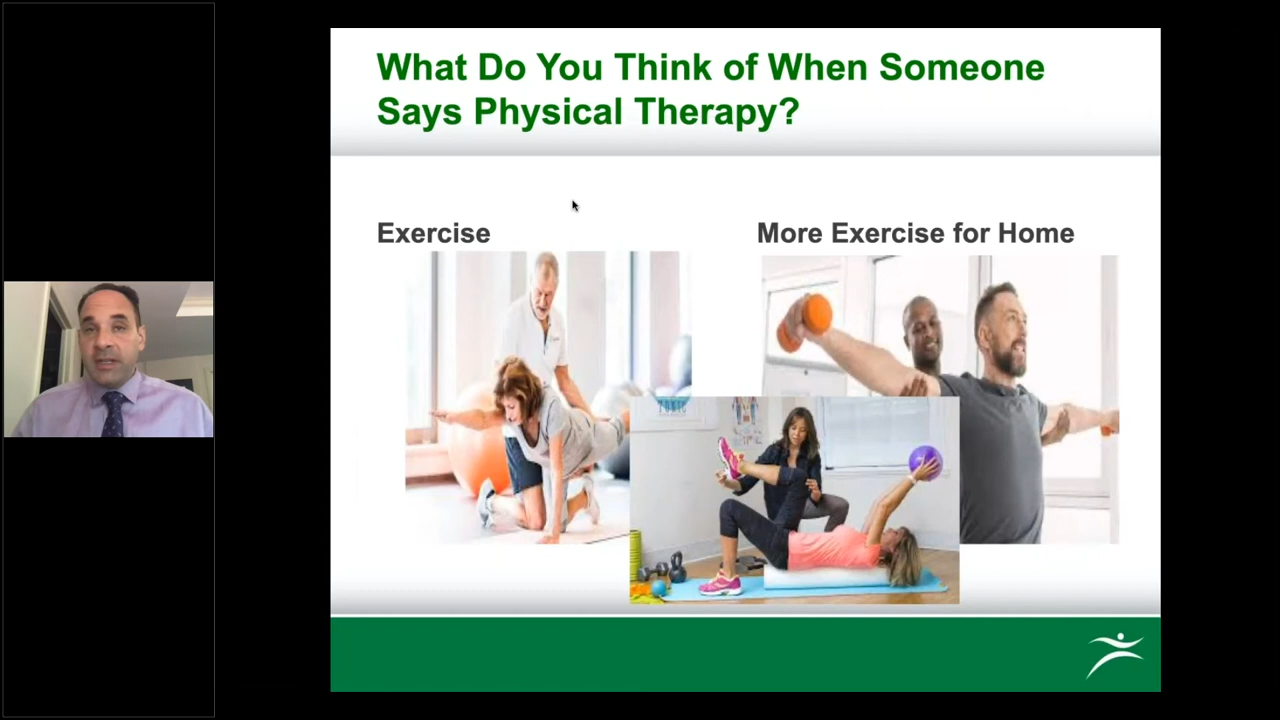 What Do You Think of When Someone
Says Physical Therapy?
Exercise
More Exercise for Home